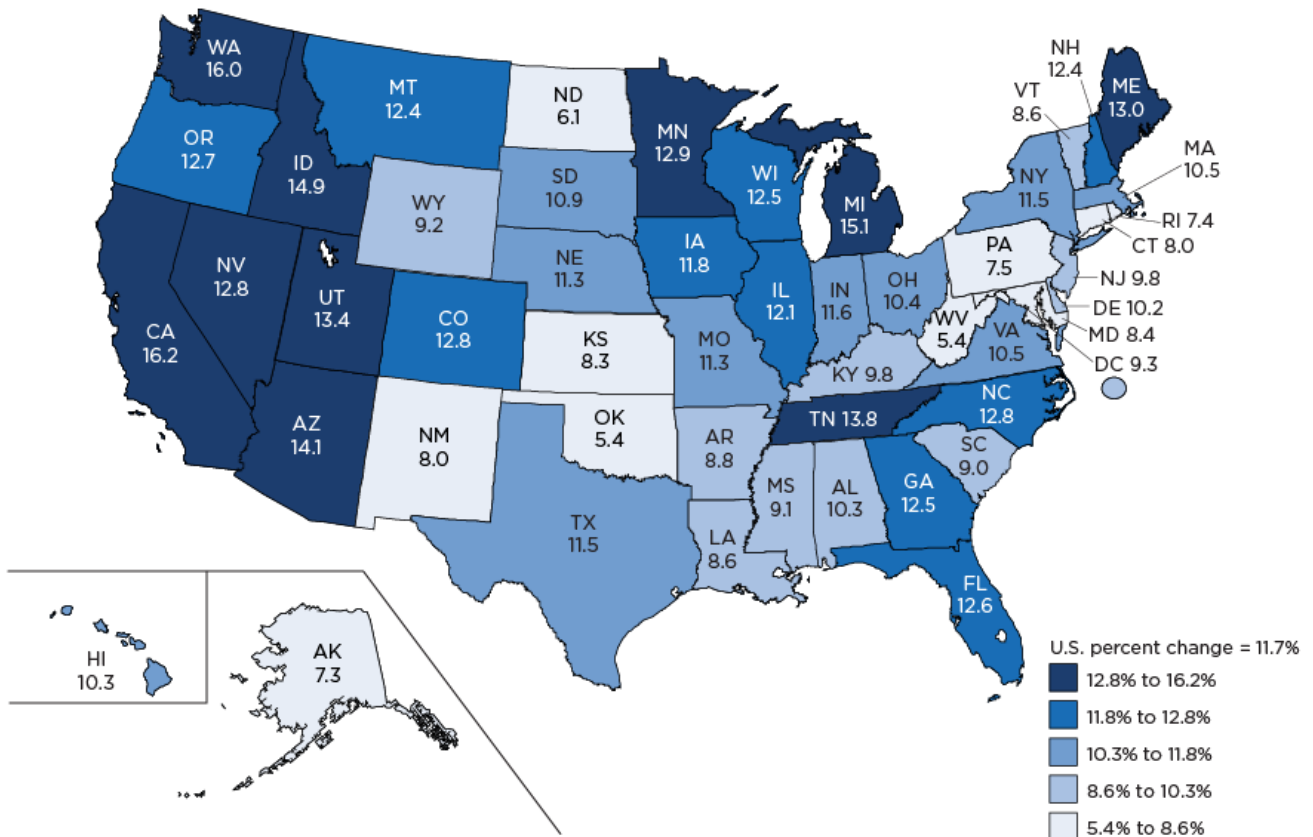 WA
16.0
MT
12.4
ND
6.1
MN
12.9
NH
12.4
VT
8.6
ME
13.0
OR
12.7
ID
14.9
SD
10.9
WI
12.5
MI
15.1
NY
11.5
MA
10.5
RI 7.4
CT 8.0
WY
9.2
IA
11.8
PA
7.5
NJ 9.8
DE 10.2
MD 8.4
DC 9.3
NV
12.8
UT
13.4
CO
12.8
NE
11.3
IL
12.1
IN
11.6
OH
10.4
WV
5.4
VA
10.5
CA
16.2
KS
8.3
MO
11.3
KY 9.8
NC
12.8
AZ
14.1
NM
8.0
OK
5.4
AR
8.8
TN 13.8
SC
9.0
TX
11.5
LA
8.6
MS
9.1
AL
10.3
GA
12.5
FL
12.6
HI
10.3
AK
7.3
U.S. percent change = 11.7%
12.8% to 16.2%
11.8% to 12.8%
10.3% to 11.8%
8.6% to 10.3%
5.4% to 8.6%